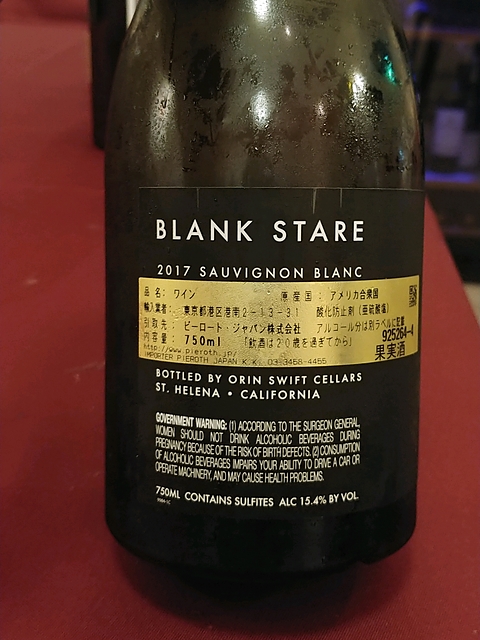 BLANK STARE
2017 SAUVIGNON BLANC
品名: ワイン 原産国: アメリカ合衆国
輸入業者: 東京都港区港南2-13-31 酸化防止剤(亜硫酸塩)
引取先: ピーロート・ジャパン株式会社 アルコール分は別ラベルに記載
内容量: 750ml 「飲酒は20歳を過ぎてから」 925264-4
http://www.pieroth.jp/ 果実酒
IMPORTER PIEROTH JAPAN K.K. 03-3458-4455
BOTTLED BY ORIN SWIFT CELLARS
ST. HELENA • CALIFORNIA
GOVERNMENT WARNING: (1) ACCORDING TO THE SURGEON GENERAL,
WOMEN SHOULD NOT DRINK ALCOHOLIC BEVERAGES DURING
PREGNANCY BECAUSE OF THE RISK OF BIRTH DEFECTS. (2) CONSUMPTION
OF ALCOHOLIC BEVERAGES IMPAIRS YOUR ABILITY TO DRIVE A CAR OR
OPERATE MACHINERY, AND MAY CAUSE HEALTH PROBLEMS.
750ML CONTAINS SULFITES ALC 15.4% BY VOL.